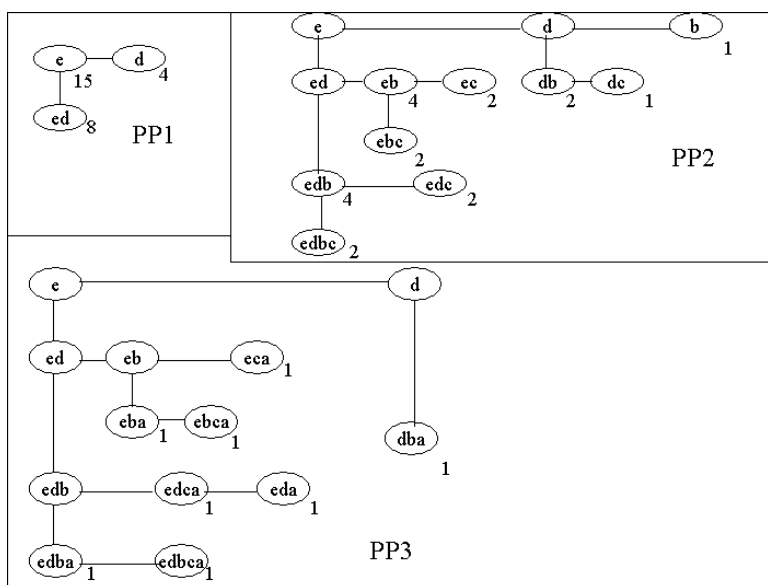 e d 4
15
ed 8
PP1
e d b 1
ed eb 4 ec 2 db 2 dc 1
ebc 2
PP2
edb 4 edc 2
edbc 2
e d
ed eb eca 1
eba 1 ebca 1
dba 1
edb edca 1 eda 1
PP3
edba 1 edbca 1